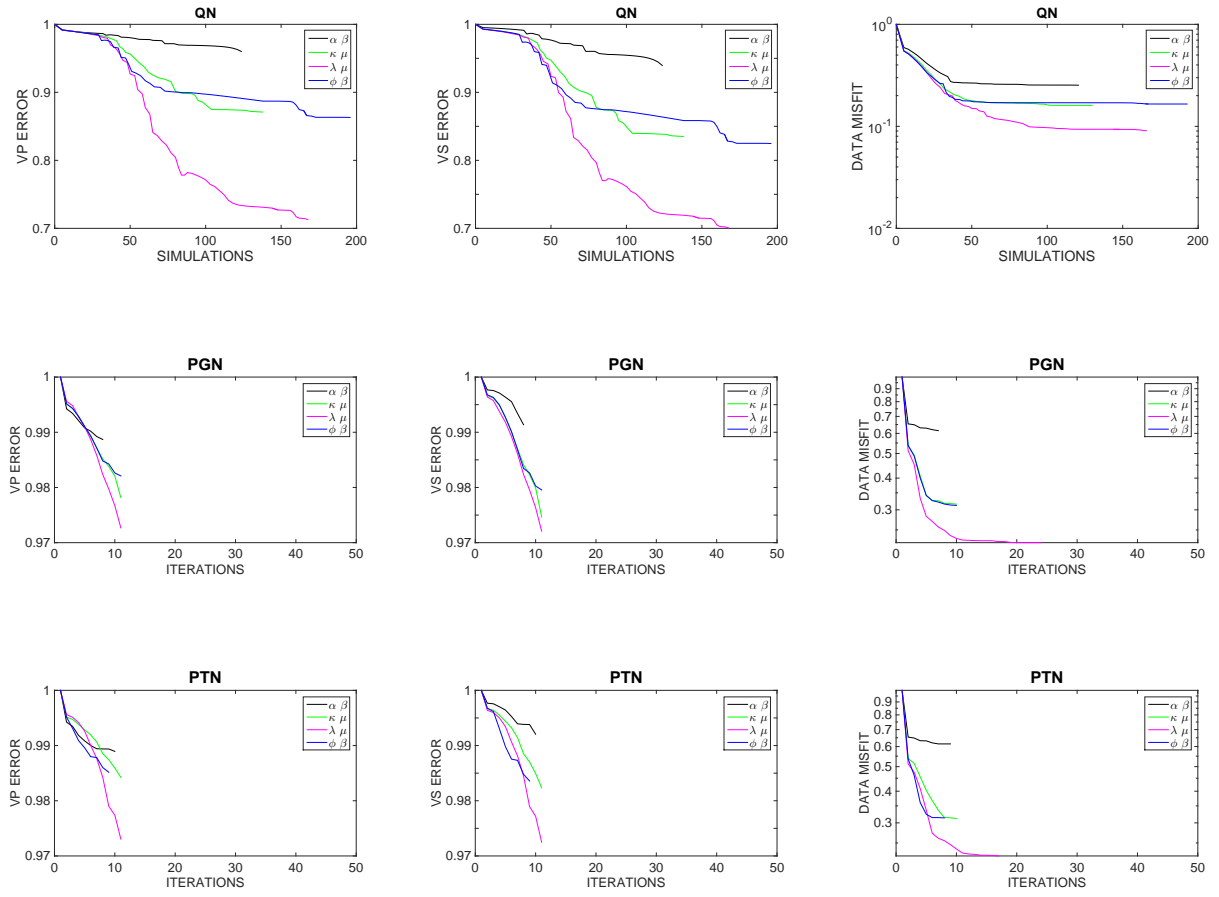 QN
VP ERROR
1
0.9
0.8
0.7
α β
κ μ
λ μ
ϕ β
0 50 100 150 200
SIMULATIONS
QN
VS ERROR
1
0.9
0.8
0.7
α β
κ μ
λ μ
ϕ β
0 50 100 150 200
SIMULATIONS
QN
DATA MISFIT
10⁰
10⁻¹
10⁻²
α β
κ μ
λ μ
ϕ β
0 50 100 150 200
SIMULATIONS
PGN
VP ERROR
1
0.99
0.98
0.97
α β
κ μ
λ μ
ϕ β
0 10 20 30 40 50
ITERATIONS
PGN
VS ERROR
1
0.99
0.98
0.97
α β
κ μ
λ μ
ϕ β
0 10 20 30 40 50
ITERATIONS
PGN
DATA MISFIT
0.9
0.8
0.7
0.6
0.5
0.4
0.3
α β
κ μ
λ μ
ϕ β
0 10 20 30 40 50
ITERATIONS
PTN
VP ERROR
1
0.99
0.98
0.97
α β
κ μ
λ μ
ϕ β
0 10 20 30 40 50
ITERATIONS
PTN
VS ERROR
1
0.99
0.98
0.97
α β
κ μ
λ μ
ϕ β
0 10 20 30 40 50
ITERATIONS
PTN
DATA MISFIT
0.9
0.8
0.7
0.6
0.5
0.4
0.3
α β
κ μ
λ μ
ϕ β
0 10 20 30 40 50
ITERATIONS